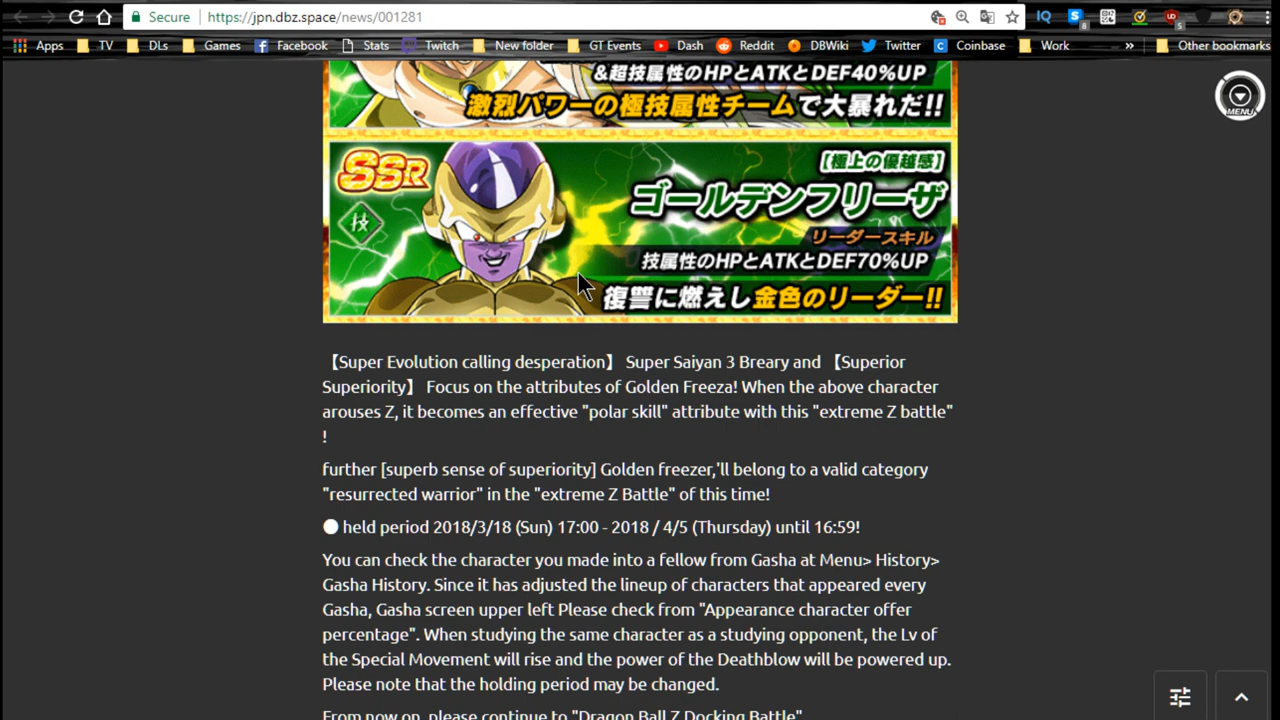 Secure
https://jpn.dbz.space/news/001281
8
5
Apps
TV
DLs
Games
Facebook
Stats
Twitch
New folder
GT Events
Dash
Reddit
DBWiki
Twitter
Coinbase
Work
»
Other bookmarks
MENU
&超技属性のHPとATKとDEF40%UP
激烈パワーの極技属性チームで大暴れだ!!
SSR
技
【極上の優越感】
ゴールデンフリーザ
リーダースキル
技属性のHPとATKとDEF70%UP
復讐に燃えし金色のリーダー!!
【Super Evolution calling desperation】 Super Saiyan 3 Breary and 【Superior
Superiority】 Focus on the attributes of Golden Freeza! When the above character
arouses Z, it becomes an effective "polar skill" attribute with this "extreme Z battle"
!
further [superb sense of superiority] Golden freezer,'ll belong to a valid category
"resurrected warrior" in the "extreme Z Battle" of this time!
● held period 2018/3/18 (Sun) 17:00 - 2018 / 4/5 (Thursday) until 16:59!
You can check the character you made into a fellow from Gasha at Menu> History>
Gasha History. Since it has adjusted the lineup of characters that appeared every
Gasha, Gasha screen upper left Please check from "Appearance character offer
percentage". When studying the same character as a studying opponent, the Lv of
the Special Movement will rise and the power of the Deathblow will be powered up.
Please note that the holding period may be changed.
From now on, please continue to "Dragon Ball Z Docking Battle"